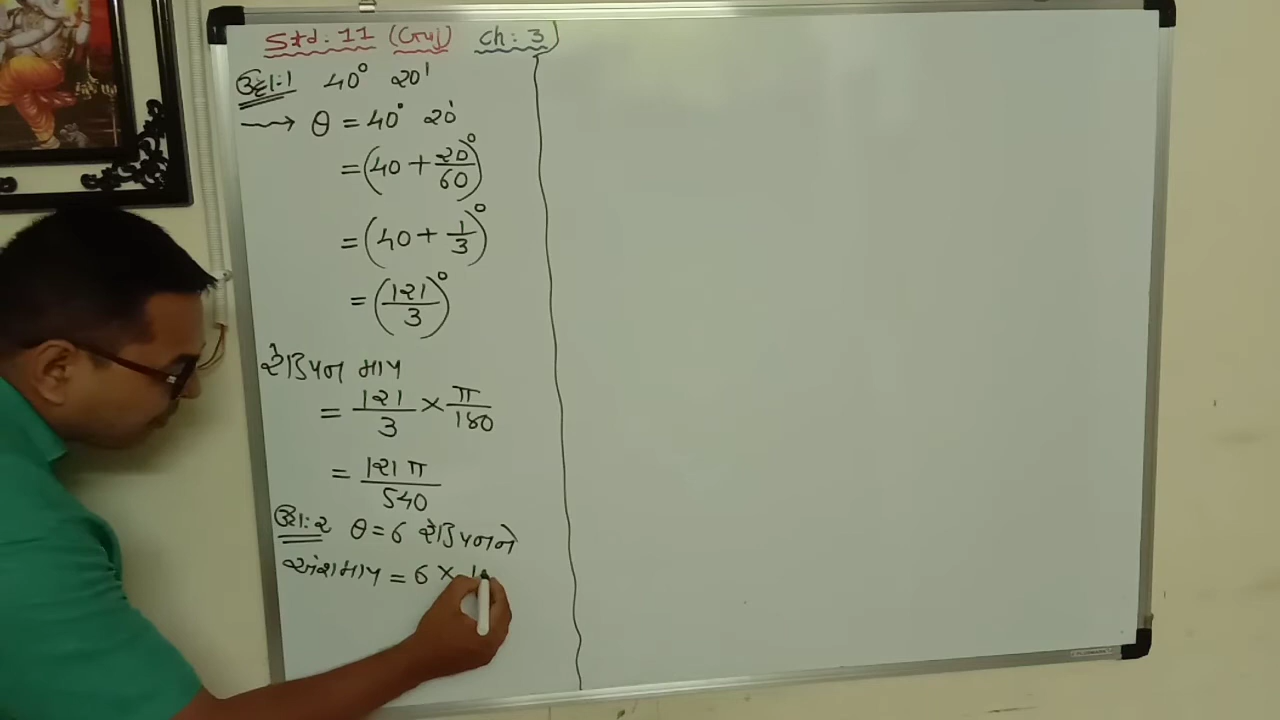 Std: 11 (Guj) Ch: 3
ઉદા:1 40° 20'
→ θ = 40° 20'
= (40 + 20/60)°
= (40 + 1/3)°
= (121/3)°
રેડિયન માપ
= 121/3 × π/180
= 121π/540
ઉદા:2 θ = 6 રેડિયનને
અંશમાપ = 6 ×